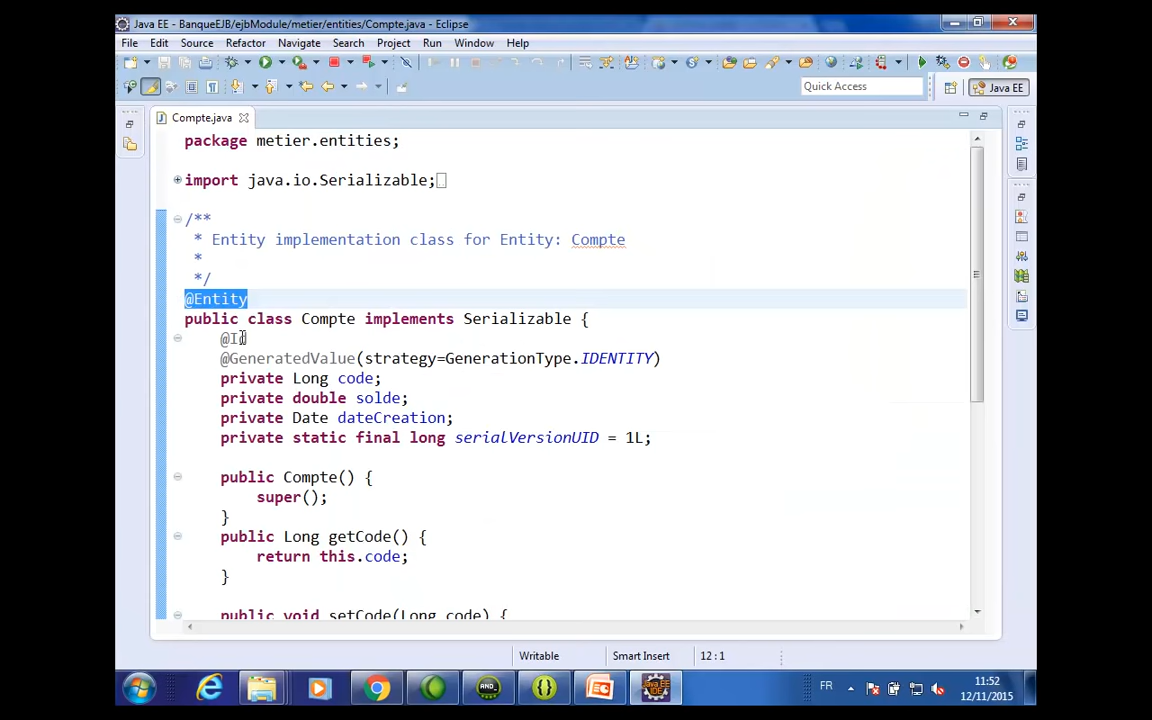 Java EE - BanqueEJB/ejbModule/metier/entities/Compte.java - Eclipse
File Edit Source Refactor Navigate Search Project Run Window Help
Quick Access
Java EE
Compte.java
package metier.entities;
import java.io.Serializable;
/**
* Entity implementation class for Entity: Compte
*
*/
@Entity
public class Compte implements Serializable {
@Id
@GeneratedValue(strategy=GenerationType.IDENTITY)
private Long code;
private double solde;
private Date dateCreation;
private static final long serialVersionUID = 1L;
public Compte() {
super();
}
public Long getCode() {
return this.code;
}
public void setCode(Long code) {
Writable Smart Insert 12:1
FR 11:52
12/11/2015